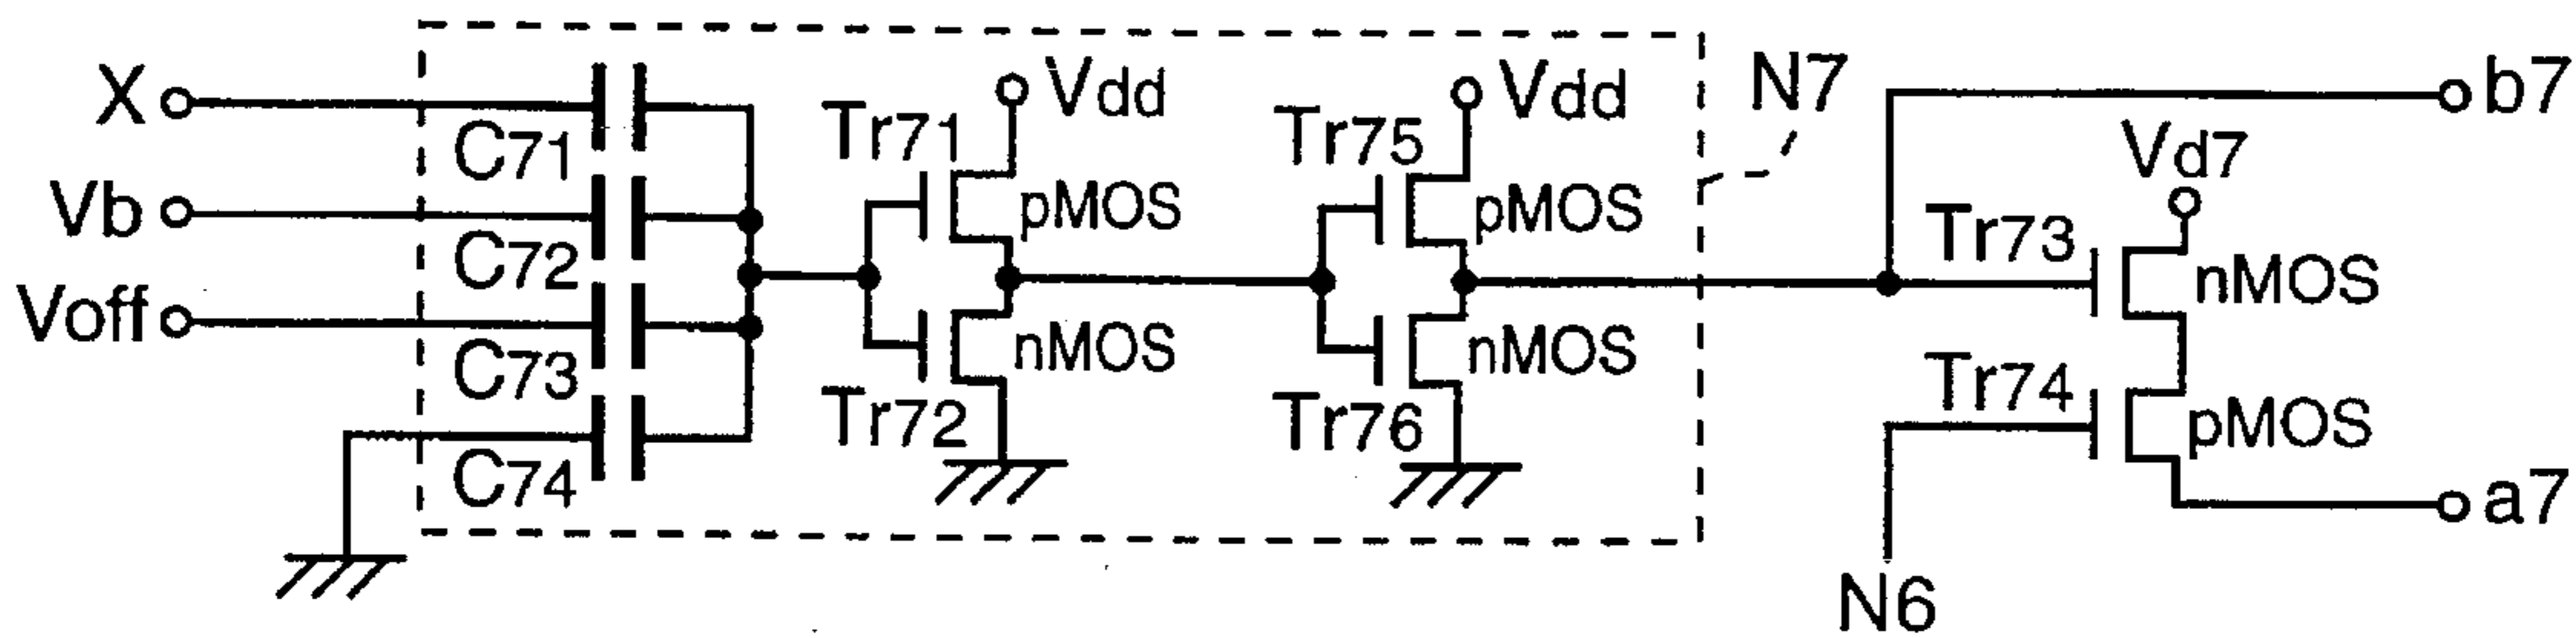 X
C71
Vb
C72
Voff
C73
C74
Tr71
Vdd
pMOS
nMOS
Tr72
Tr75
Vdd
pMOS
nMOS
Tr76
N7
b7
Vd7
Tr73
nMOS
Tr74
pMOS
a7
N6